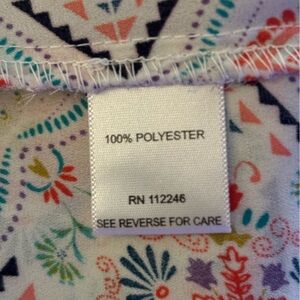 100% POLYESTER
RN 112246
SEE REVERSE FOR CARE